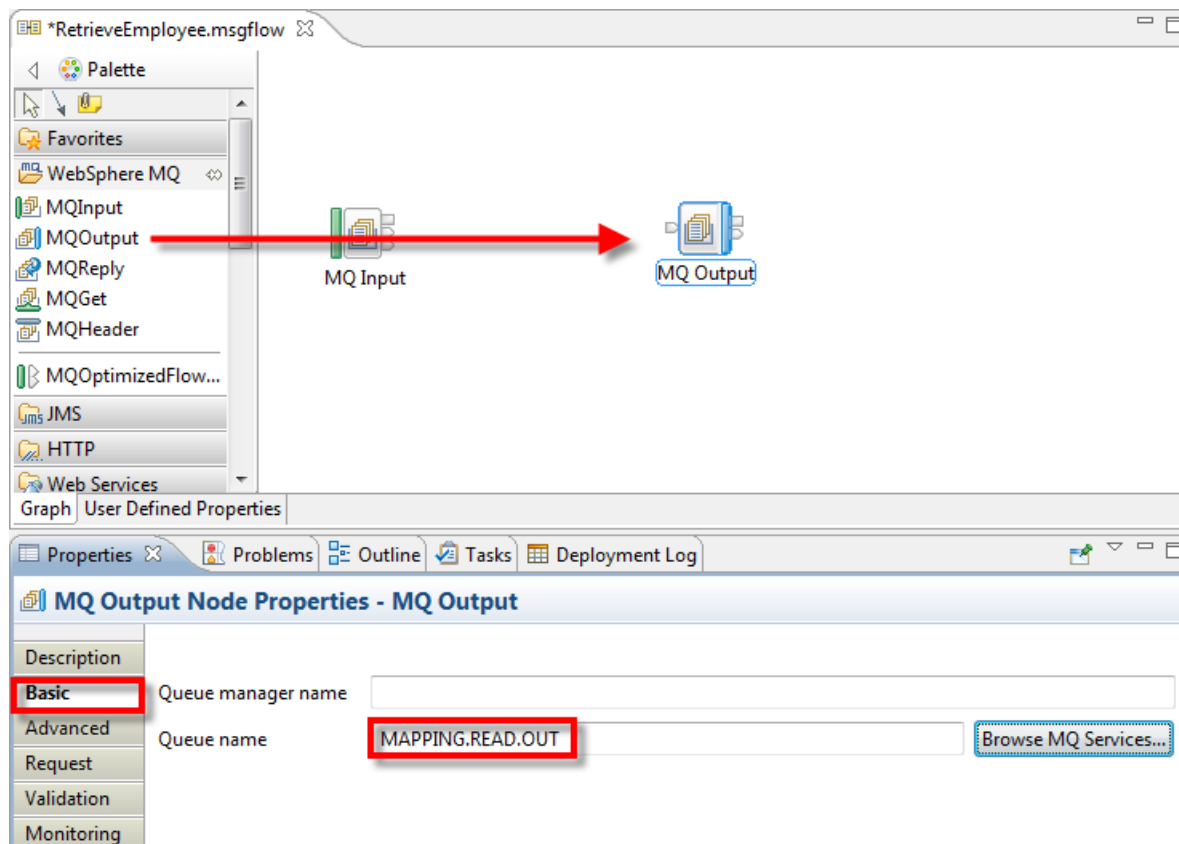 *RetrieveEmployee.msgflow
Palette
Favorites
WebSphere MQ
MQInput
MQOutput
MQReply
MQGet
MQHeader
MQOptimizedFlow...
JMS
HTTP
Web Services
MQ Input
MQ Output
Graph User Defined Properties
Properties Problems Outline Tasks Deployment Log
MQ Output Node Properties - MQ Output
Description
Basic
Queue manager name
Advanced
Queue name MAPPING.READ.OUT Browse MQ Services...
Request
Validation
Monitoring